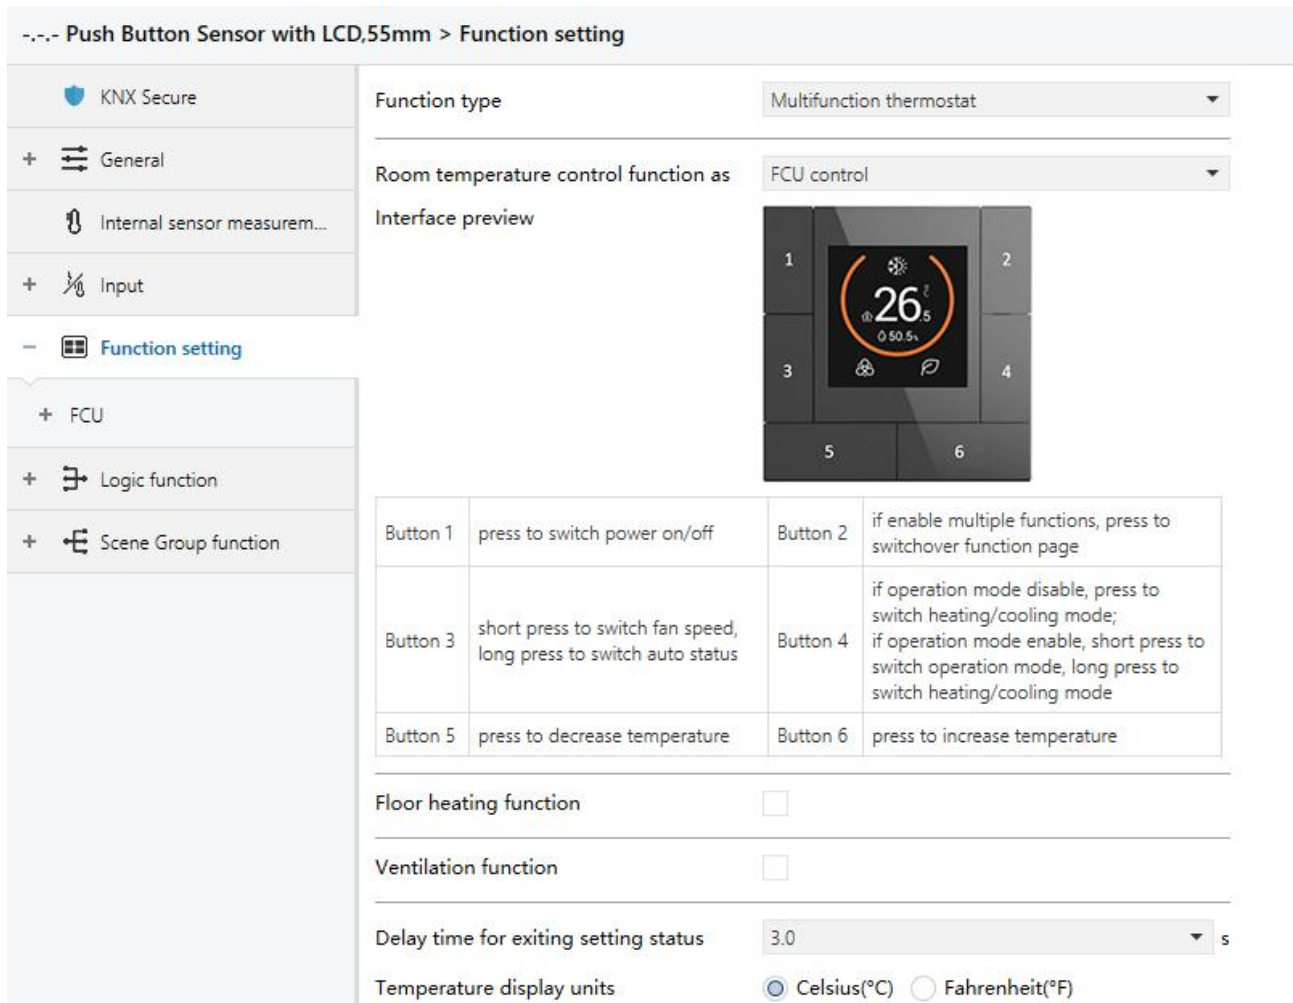 -.-.- Push Button Sensor with LCD,55mm > Function setting
KNX Secure
+ General
Internal sensor measurem...
+ Input
- Function setting
+ FCU
+ Logic function
+ Scene Group function
Function type
Multifunction thermostat
Room temperature control function as
FCU control
Interface preview
1
2
26.5
50.5%
3
4
5
6
Button 1
press to switch power on/off
Button 2
if enable multiple functions, press to
switchover function page
Button 3
short press to switch fan speed,
long press to switch auto status
Button 4
if operation mode disable, press to
switch heating/cooling mode;
if operation mode enable, short press to
switch operation mode, long press to
switch heating/cooling mode
Button 5
press to decrease temperature
Button 6
press to increase temperature
Floor heating function
Ventilation function
Delay time for exiting setting status
3.0
s
Temperature display units
Celsius(°C)
Fahrenheit(°F)